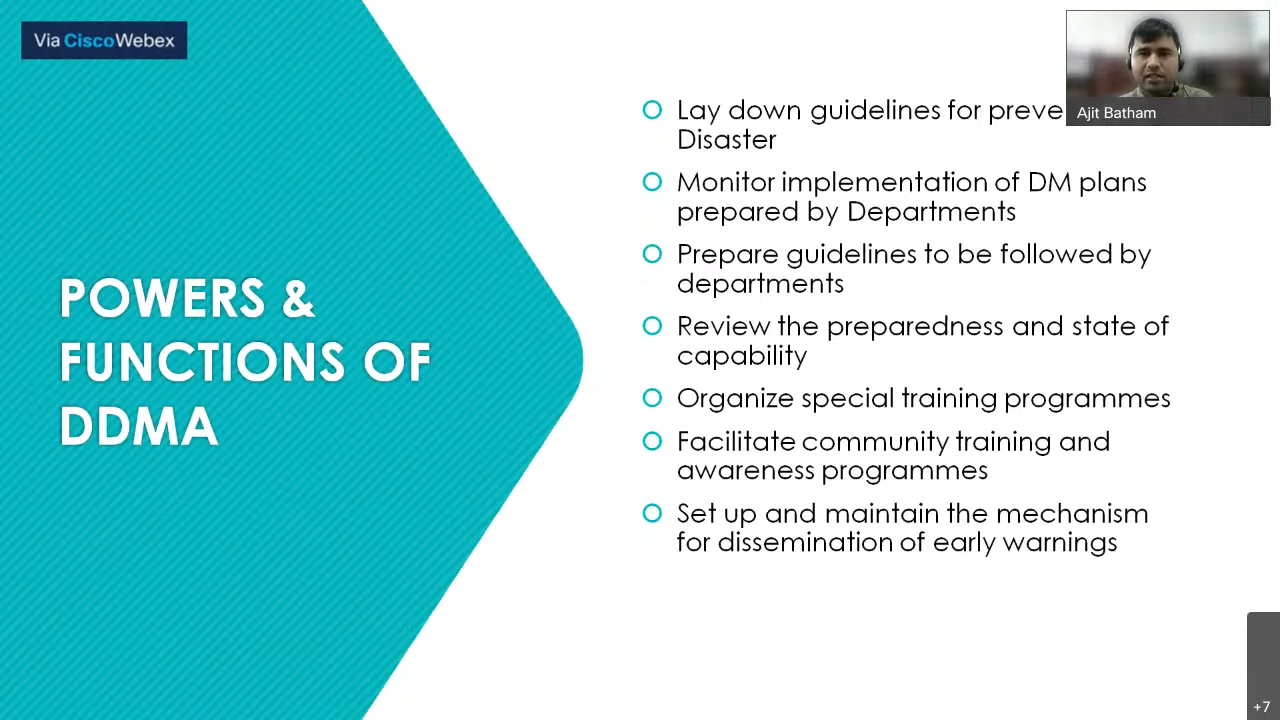 Via CiscoWebex
Ajit Batham
POWERS &
FUNCTIONS OF
DDMA
Lay down guidelines for
Disaster
Monitor implementation of DM plans
prepared by Departments
Prepare guidelines to be followed by
departments
Review the preparedness and state of
capability
Organize special training programmes
Facilitate community training and
awareness programmes
Set up and maintain the mechanism
for dissemination of early warnings
+7